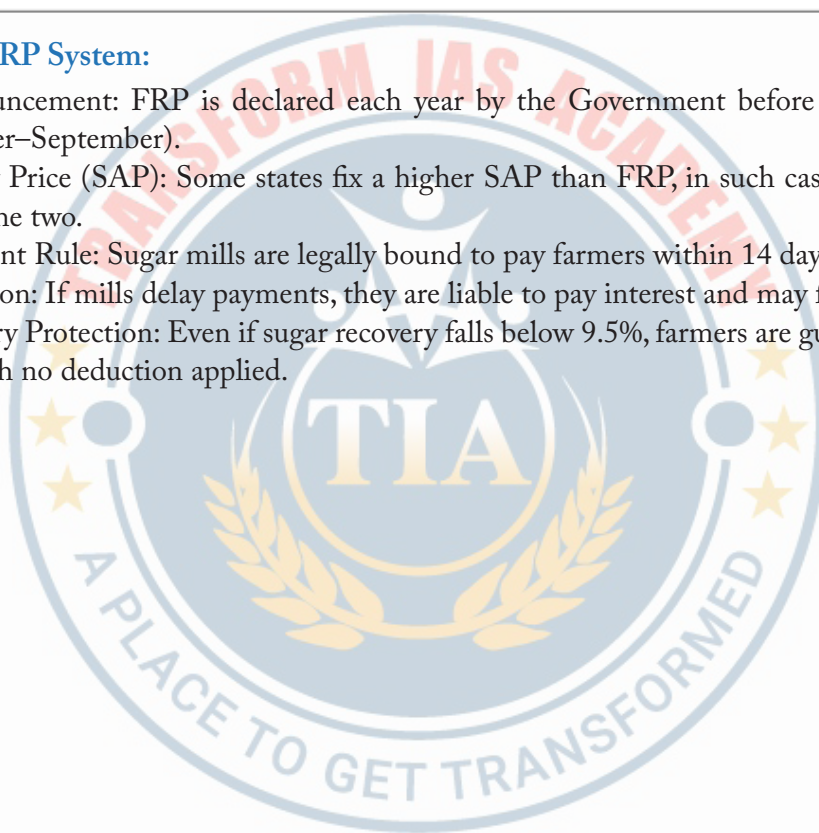 RP System:
uncement: FRP is declared each year by the Government before
er–September).
Price (SAP): Some states fix a higher SAP than FRP, in such cas
he two.
nt Rule: Sugar mills are legally bound to pay farmers within 14 day
on: If mills delay payments, they are liable to pay interest and may f
ry Protection: Even if sugar recovery falls below 9.5%, farmers are gu
h no deduction applied.
TRANSFORM IAS ACADEMY
TIA
A PLACE TO GET TRANSFORMED